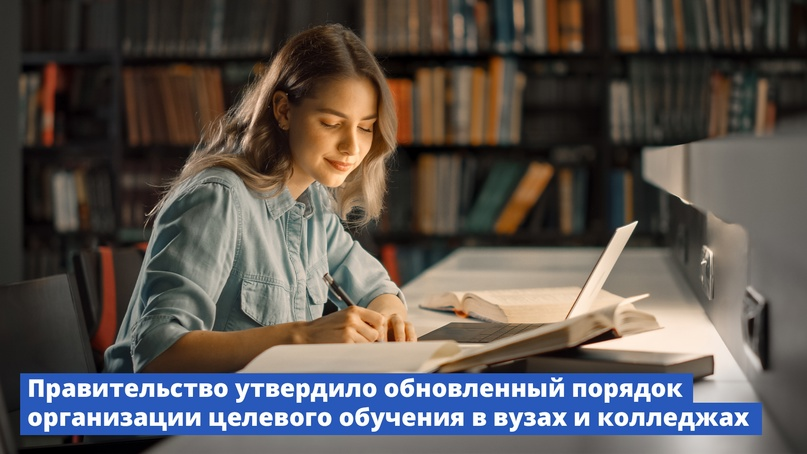 Правительство утвердило обновленный порядок
организации целевого обучения в вузах и колледжах